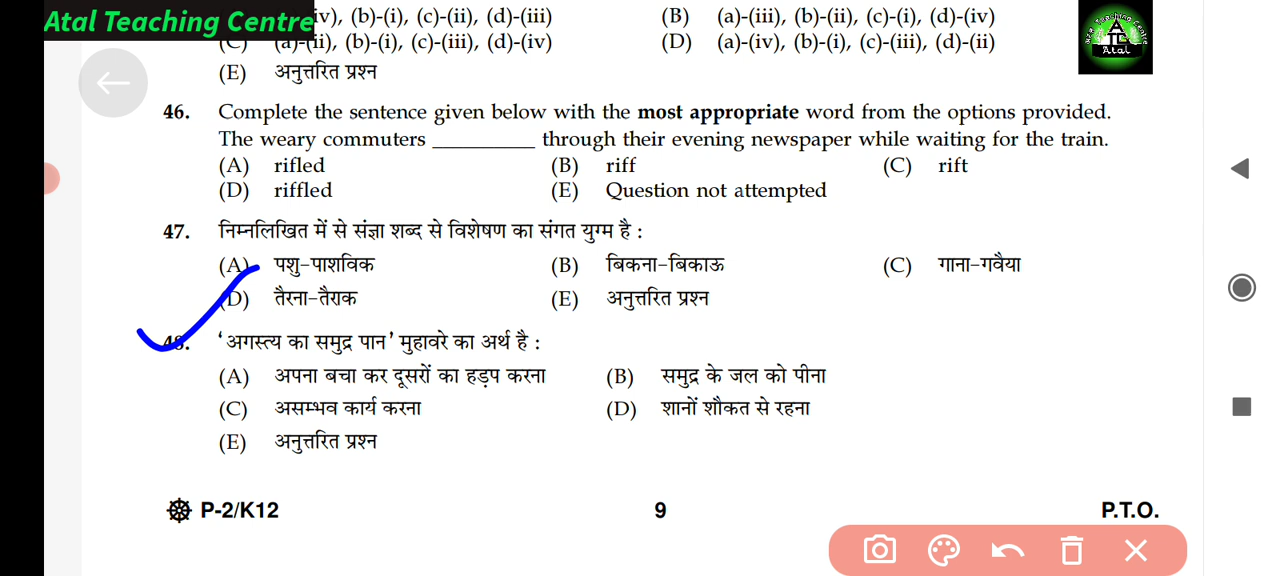 Atal Teaching Centre
iv), (b)-(i), (c)-(ii), (d)-(iii) (B) (a)-(iii), (b)-(ii), (c)-(i), (d)-(iv)
(C) (a)-(ii), (b)-(i), (c)-(iii), (d)-(iv) (D) (a)-(iv), (b)-(i), (c)-(iii), (d)-(ii)
(E) अनुत्तरित प्रश्न
Atal
46. Complete the sentence given below with the most appropriate word from the options provided.
The weary commuters __________ through their evening newspaper while waiting for the train.
(A) rifled (B) riff (C) rift
(D) riffled (E) Question not attempted
47. निम्नलिखित में से संज्ञा शब्द से विशेषण का संगत युग्म है :
(A) पशु-पाशविक (B) बिकना-बिकाऊ (C) गाना-गवैया
(D) तैरना-तैराक (E) अनुत्तरित प्रश्न
48. 'अगस्त्य का समुद्र पान' मुहावरे का अर्थ है :
(A) अपना बचा कर दूसरों का हड़प करना (B) समुद्र के जल को पीना
(C) असम्भव कार्य करना (D) शानों शौकत से रहना
(E) अनुत्तरित प्रश्न
P-2/K12 9 P.T.O.